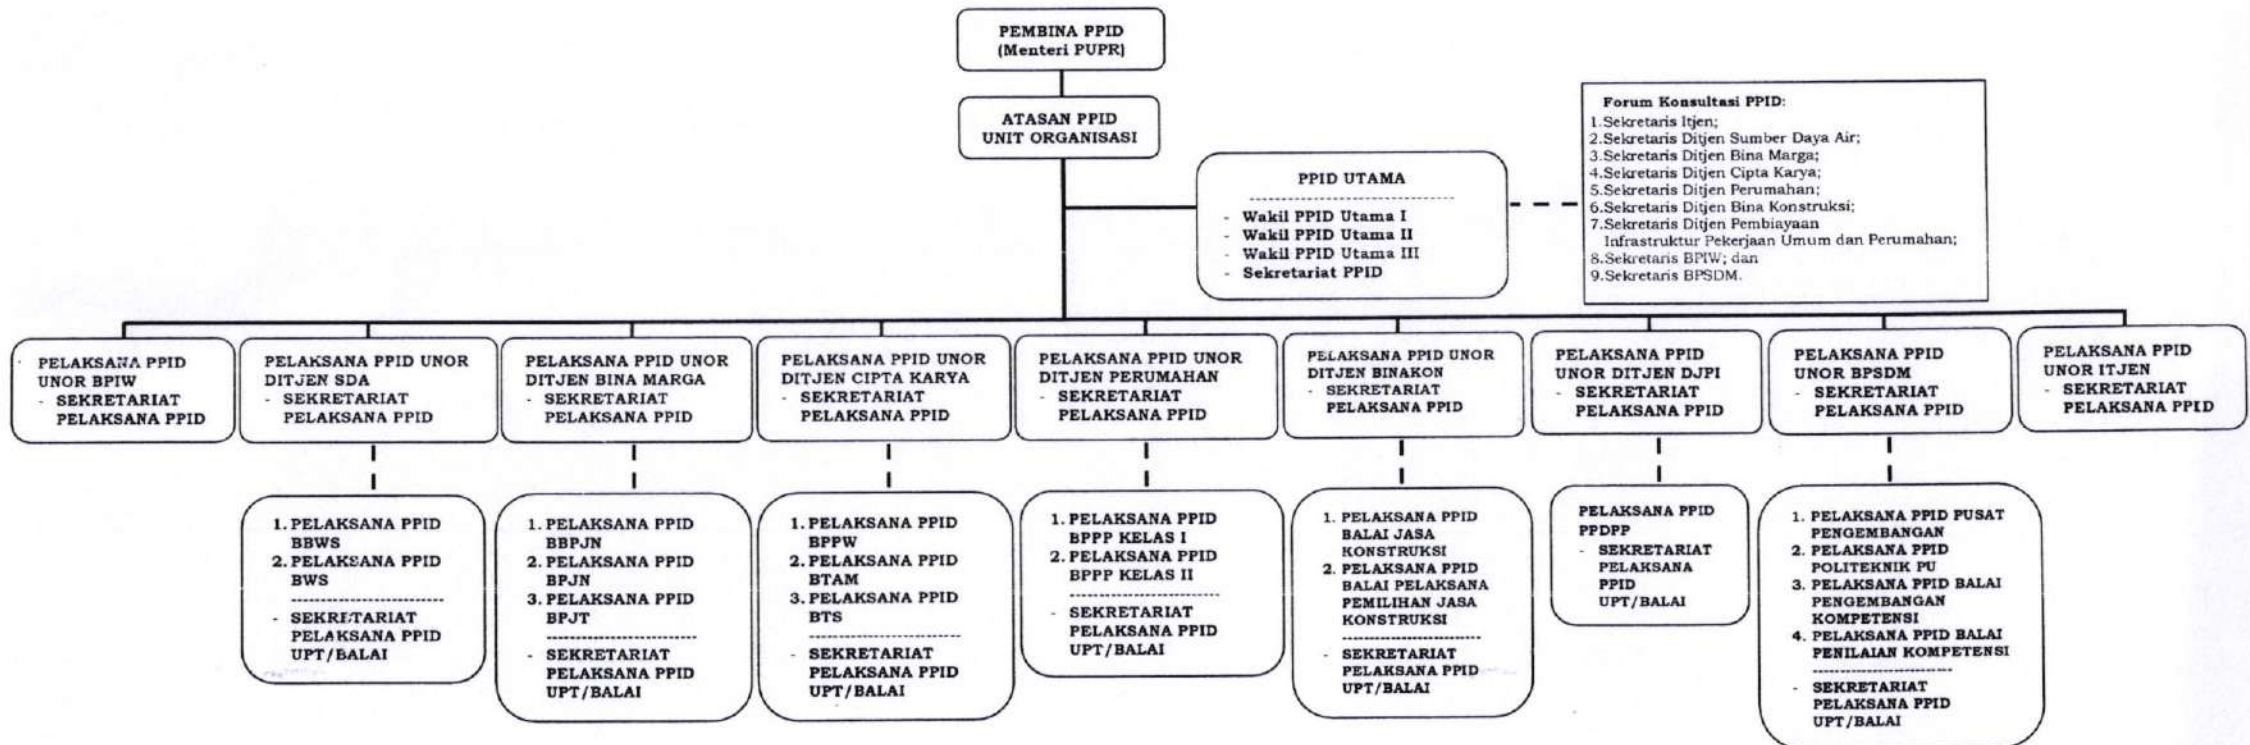 PEMBINA PPID
(Menteri PUPR)
ATASAN PPID
UNIT ORGANISASI
PPID UTAMA
- Wakil PPID Utama I
- Wakil PPID Utama II
- Wakil PPID Utama III
- Sekretariat PPID
Forum Konsultasi PPID:
1.Sekretaris Itjen;
2.Sekretaris Ditjen Sumber Daya Air;
3.Sekretaris Ditjen Bina Marga;
4.Sekretaris Ditjen Cipta Karya;
5.Sekretaris Ditjen Perumahan;
6.Sekretaris Ditjen Bina Konstruksi;
7.Sekretaris Ditjen Pembiayaan
Infrastruktur Pekerjaan Umum dan Perumahan;
8.Sekretaris BPIW; dan
9.Sekretaris BPSDM.
PELAKSANA PPID
UNOR BPIW
- SEKRETARIAT
PELAKSANA PPID
PELAKSANA PPID UNOR
DITJEN SDA
- SEKRETARIAT
PELAKSANA PPID
PELAKSANA PPID UNOR
DITJEN BINA MARGA
- SEKRETARIAT
PELAKSANA PPID
PELAKSANA PPID UNOR
DITJEN CIPTA KARYA
- SEKRETARIAT
PELAKSANA PPID
PELAKSANA PPID UNOR
DITJEN PERUMAHAN
- SEKRETARIAT
PELAKSANA PPID
PELAKSANA PPID UNOR
DITJEN BINAKON
- SEKRETARIAT
PELAKSANA PPID
PELAKSANA PPID
UNOR DITJEN DJPI
- SEKRETARIAT
PELAKSANA PPID
PELAKSANA PPID
UNOR BPSDM
- SEKRETARIAT
PELAKSANA PPID
PELAKSANA PPID
UNOR ITJEN
- SEKRETARIAT
PELAKSANA PPID
1. PELAKSANA PPID
BBWS
2. PELAKSANA PPID
BWS
- SEKRETARIAT
PELAKSANA PPID
UPT/BALAI
1. PELAKSANA PPID
BBPJN
2. PELAKSANA PPID
BPJN
3. PELAKSANA PPID
BPJT
- SEKRETARIAT
PELAKSANA PPID
UPT/BALAI
1. PELAKSANA PPID
BPPW
2. PELAKSANA PPID
BTAM
3. PELAKSANA PPID
BTS
- SEKRETARIAT
PELAKSANA PPID
UPT/BALAI
1. PELAKSANA PPID
BPPP KELAS I
2. PELAKSANA PPID
BPPP KELAS II
- SEKRETARIAT
PELAKSANA PPID
UPT/BALAI
1. PELAKSANA PPID
BALAI JASA
KONSTRUKSI
2. PELAKSANA PPID
BALAI PELAKSANA
PEMILIHAN JASA
KONSTRUKSI
- SEKRETARIAT
PELAKSANA PPID
UPT/BALAI
PELAKSANA PPID
PPDPP
- SEKRETARIAT
PELAKSANA
PPID
UPT/BALAI
1. PELAKSANA PPID PUSAT
PENGEMBANGAN
2. PELAKSANA PPID
POLITEKNIK PU
3. PELAKSANA PPID BALAI
PENGEMBANGAN
KOMPETENSI
4. PELAKSANA PPID BALAI
PENILAIAN KOMPETENSI
- SEKRETARIAT
PELAKSANA PPID
UPT/BALAI